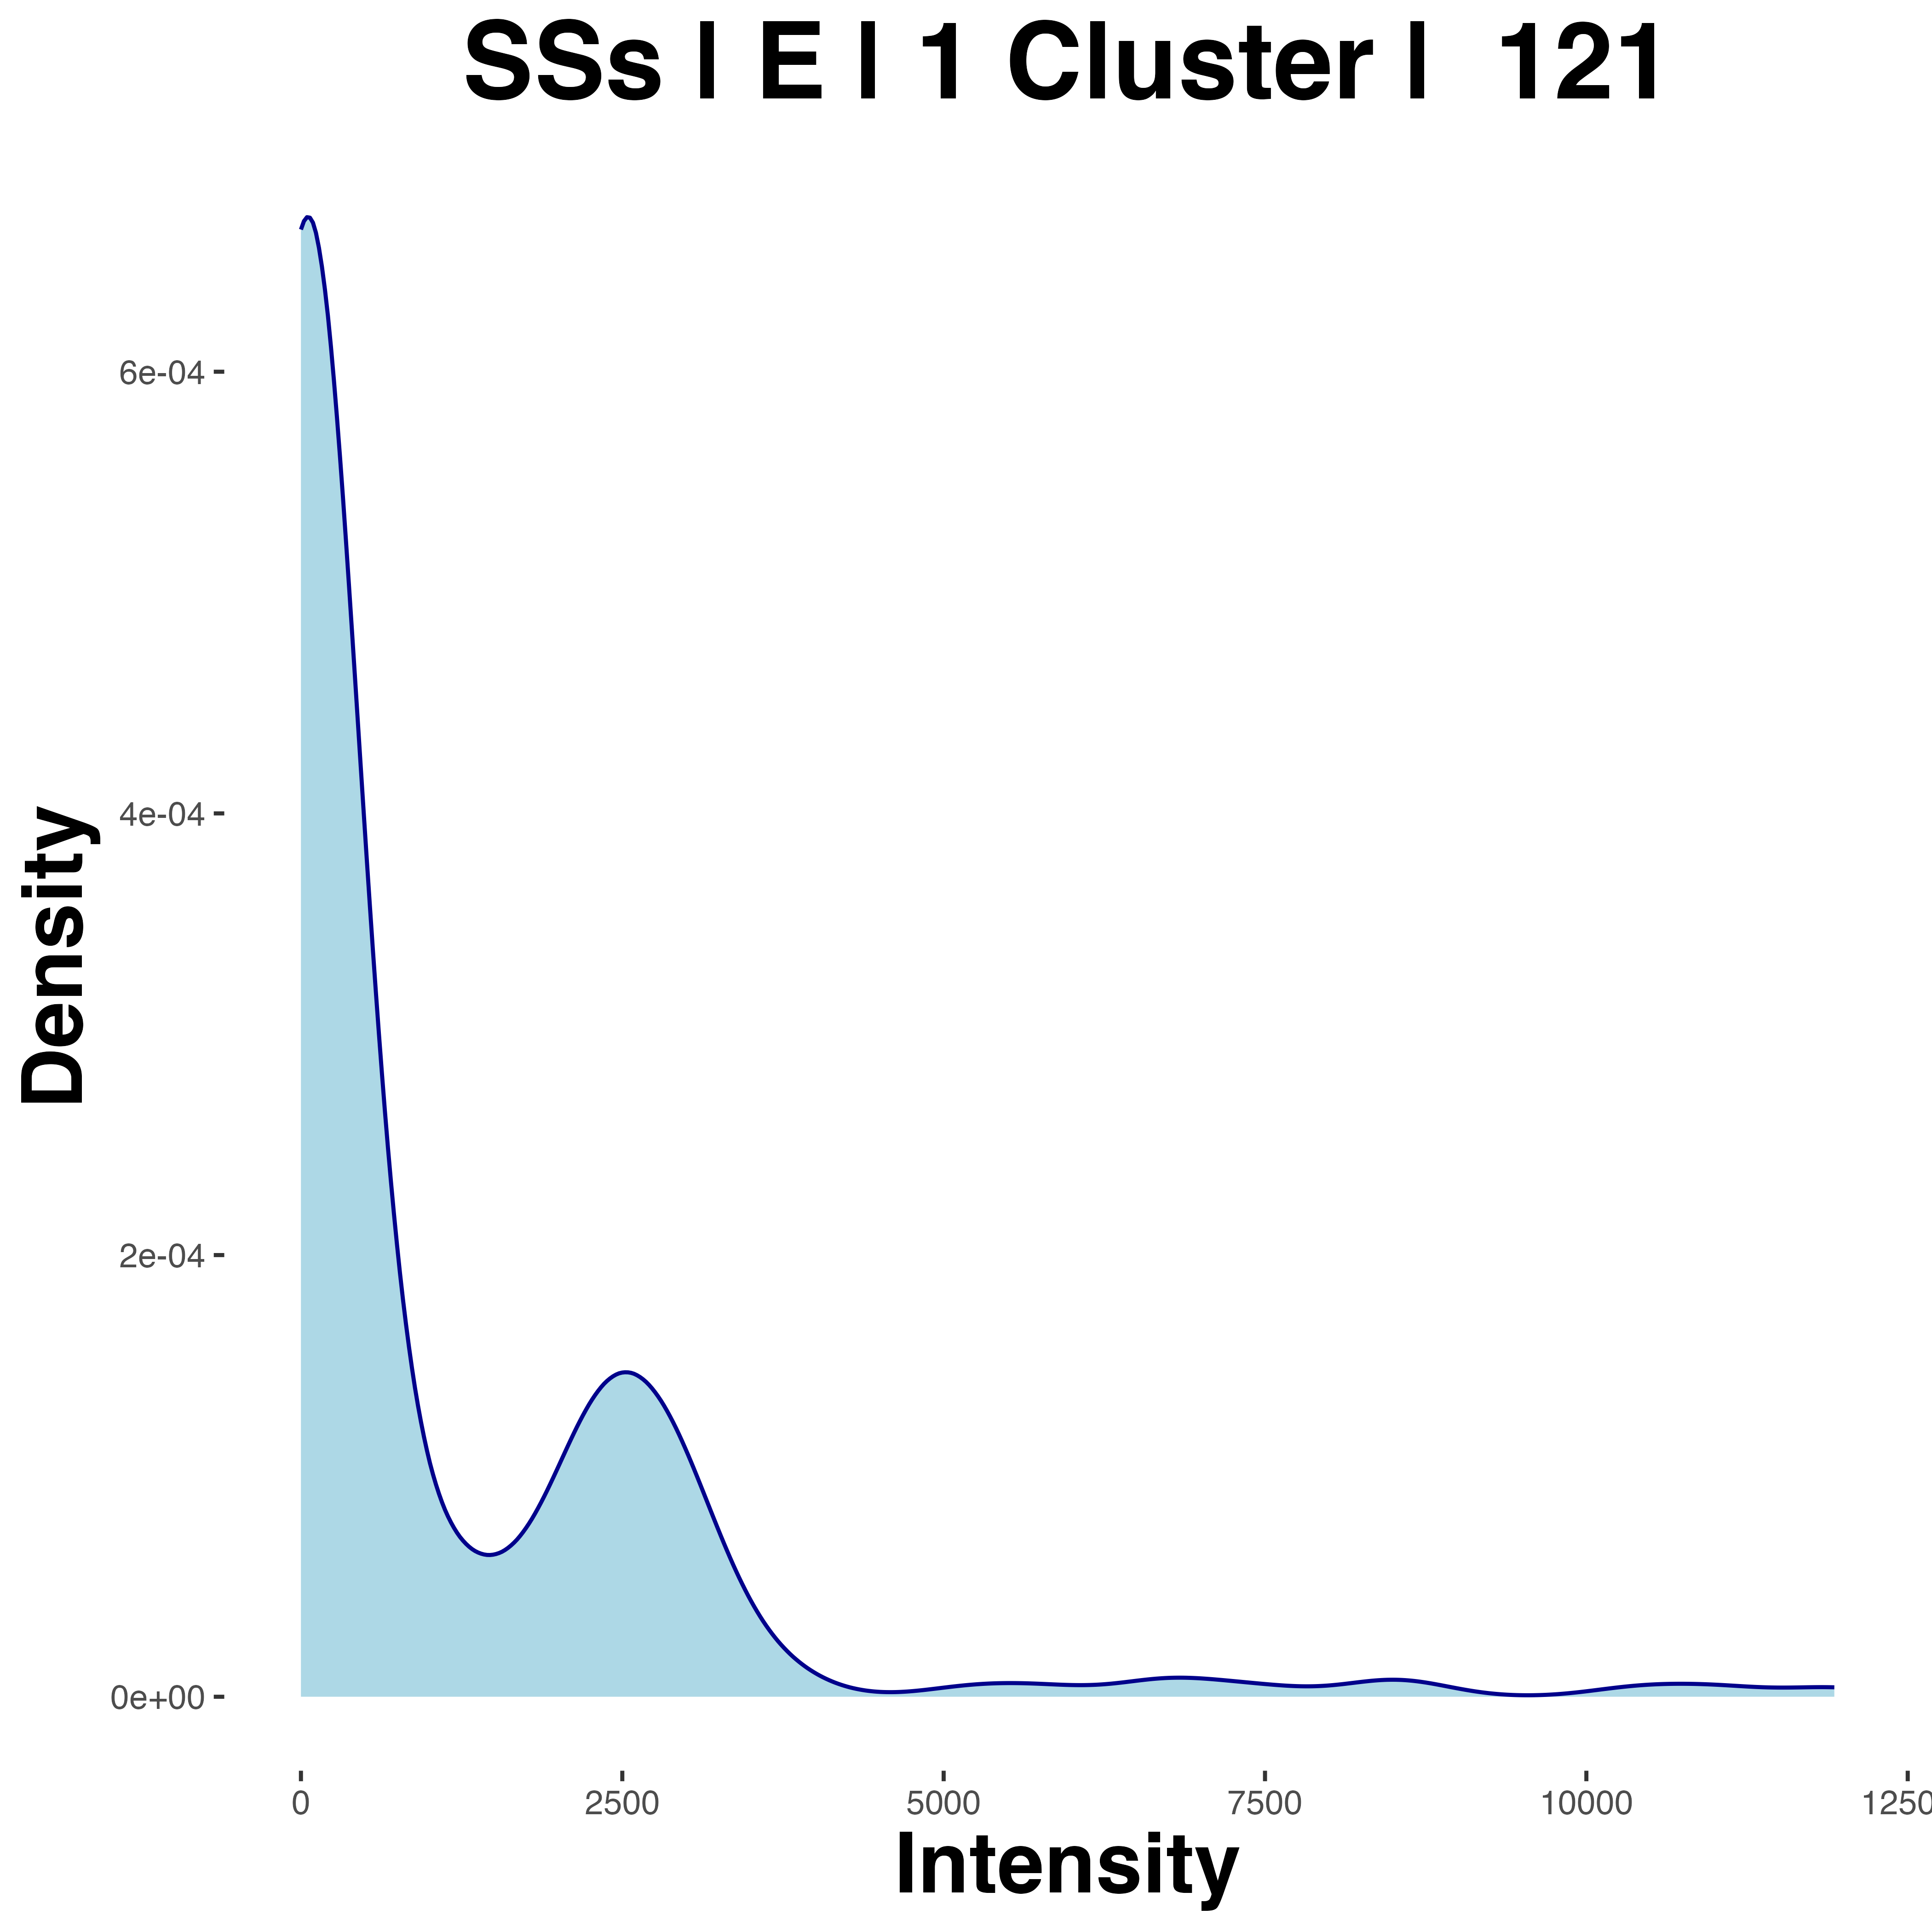 SSs | E | 1 Cluster |  121
Density
6e-04
4e-04
2e-04
0e+00
0
2500
5000
7500
10000
1250
Intensity